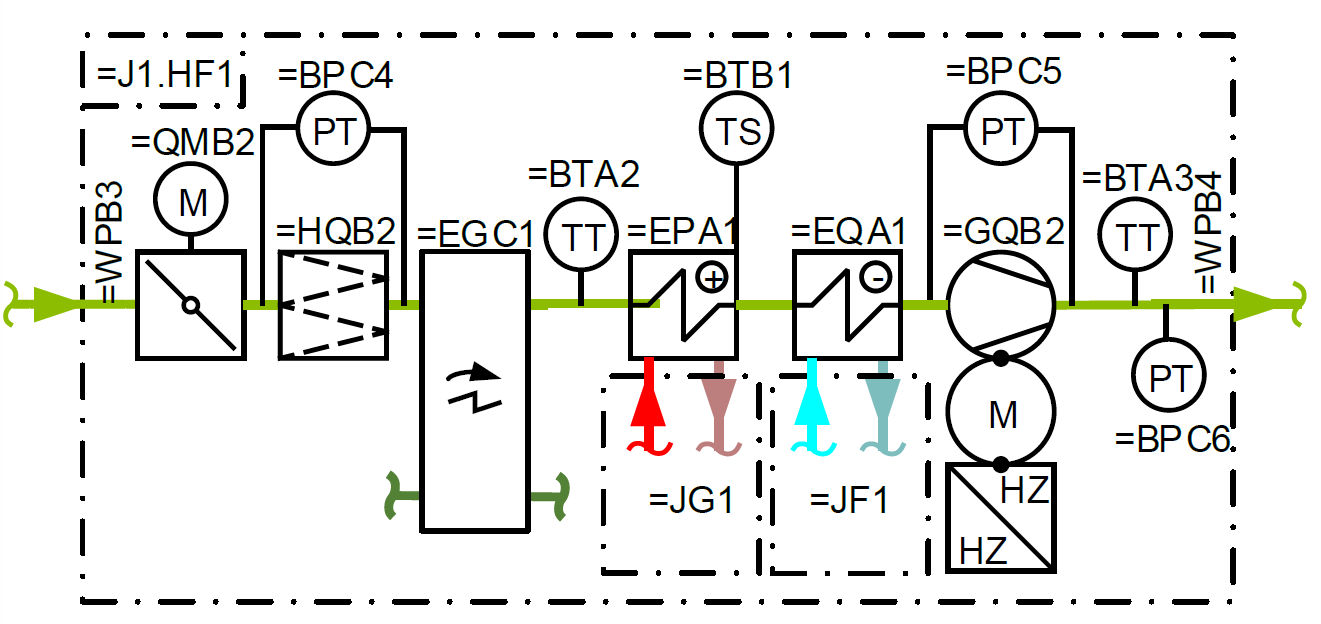 =J1.HF1
=BPC4
=BTB1
=BPC5
PT
TS
PT
=QMB2
=BTA2
=BTA3
M
=WPB3
=WPB4
=HQB2
=EGC1
TT
=EPA1
=EQA1
=GQB2
TT
+
-
PT
M
=BPC6
=JG1
=JF1
HZ
HZ